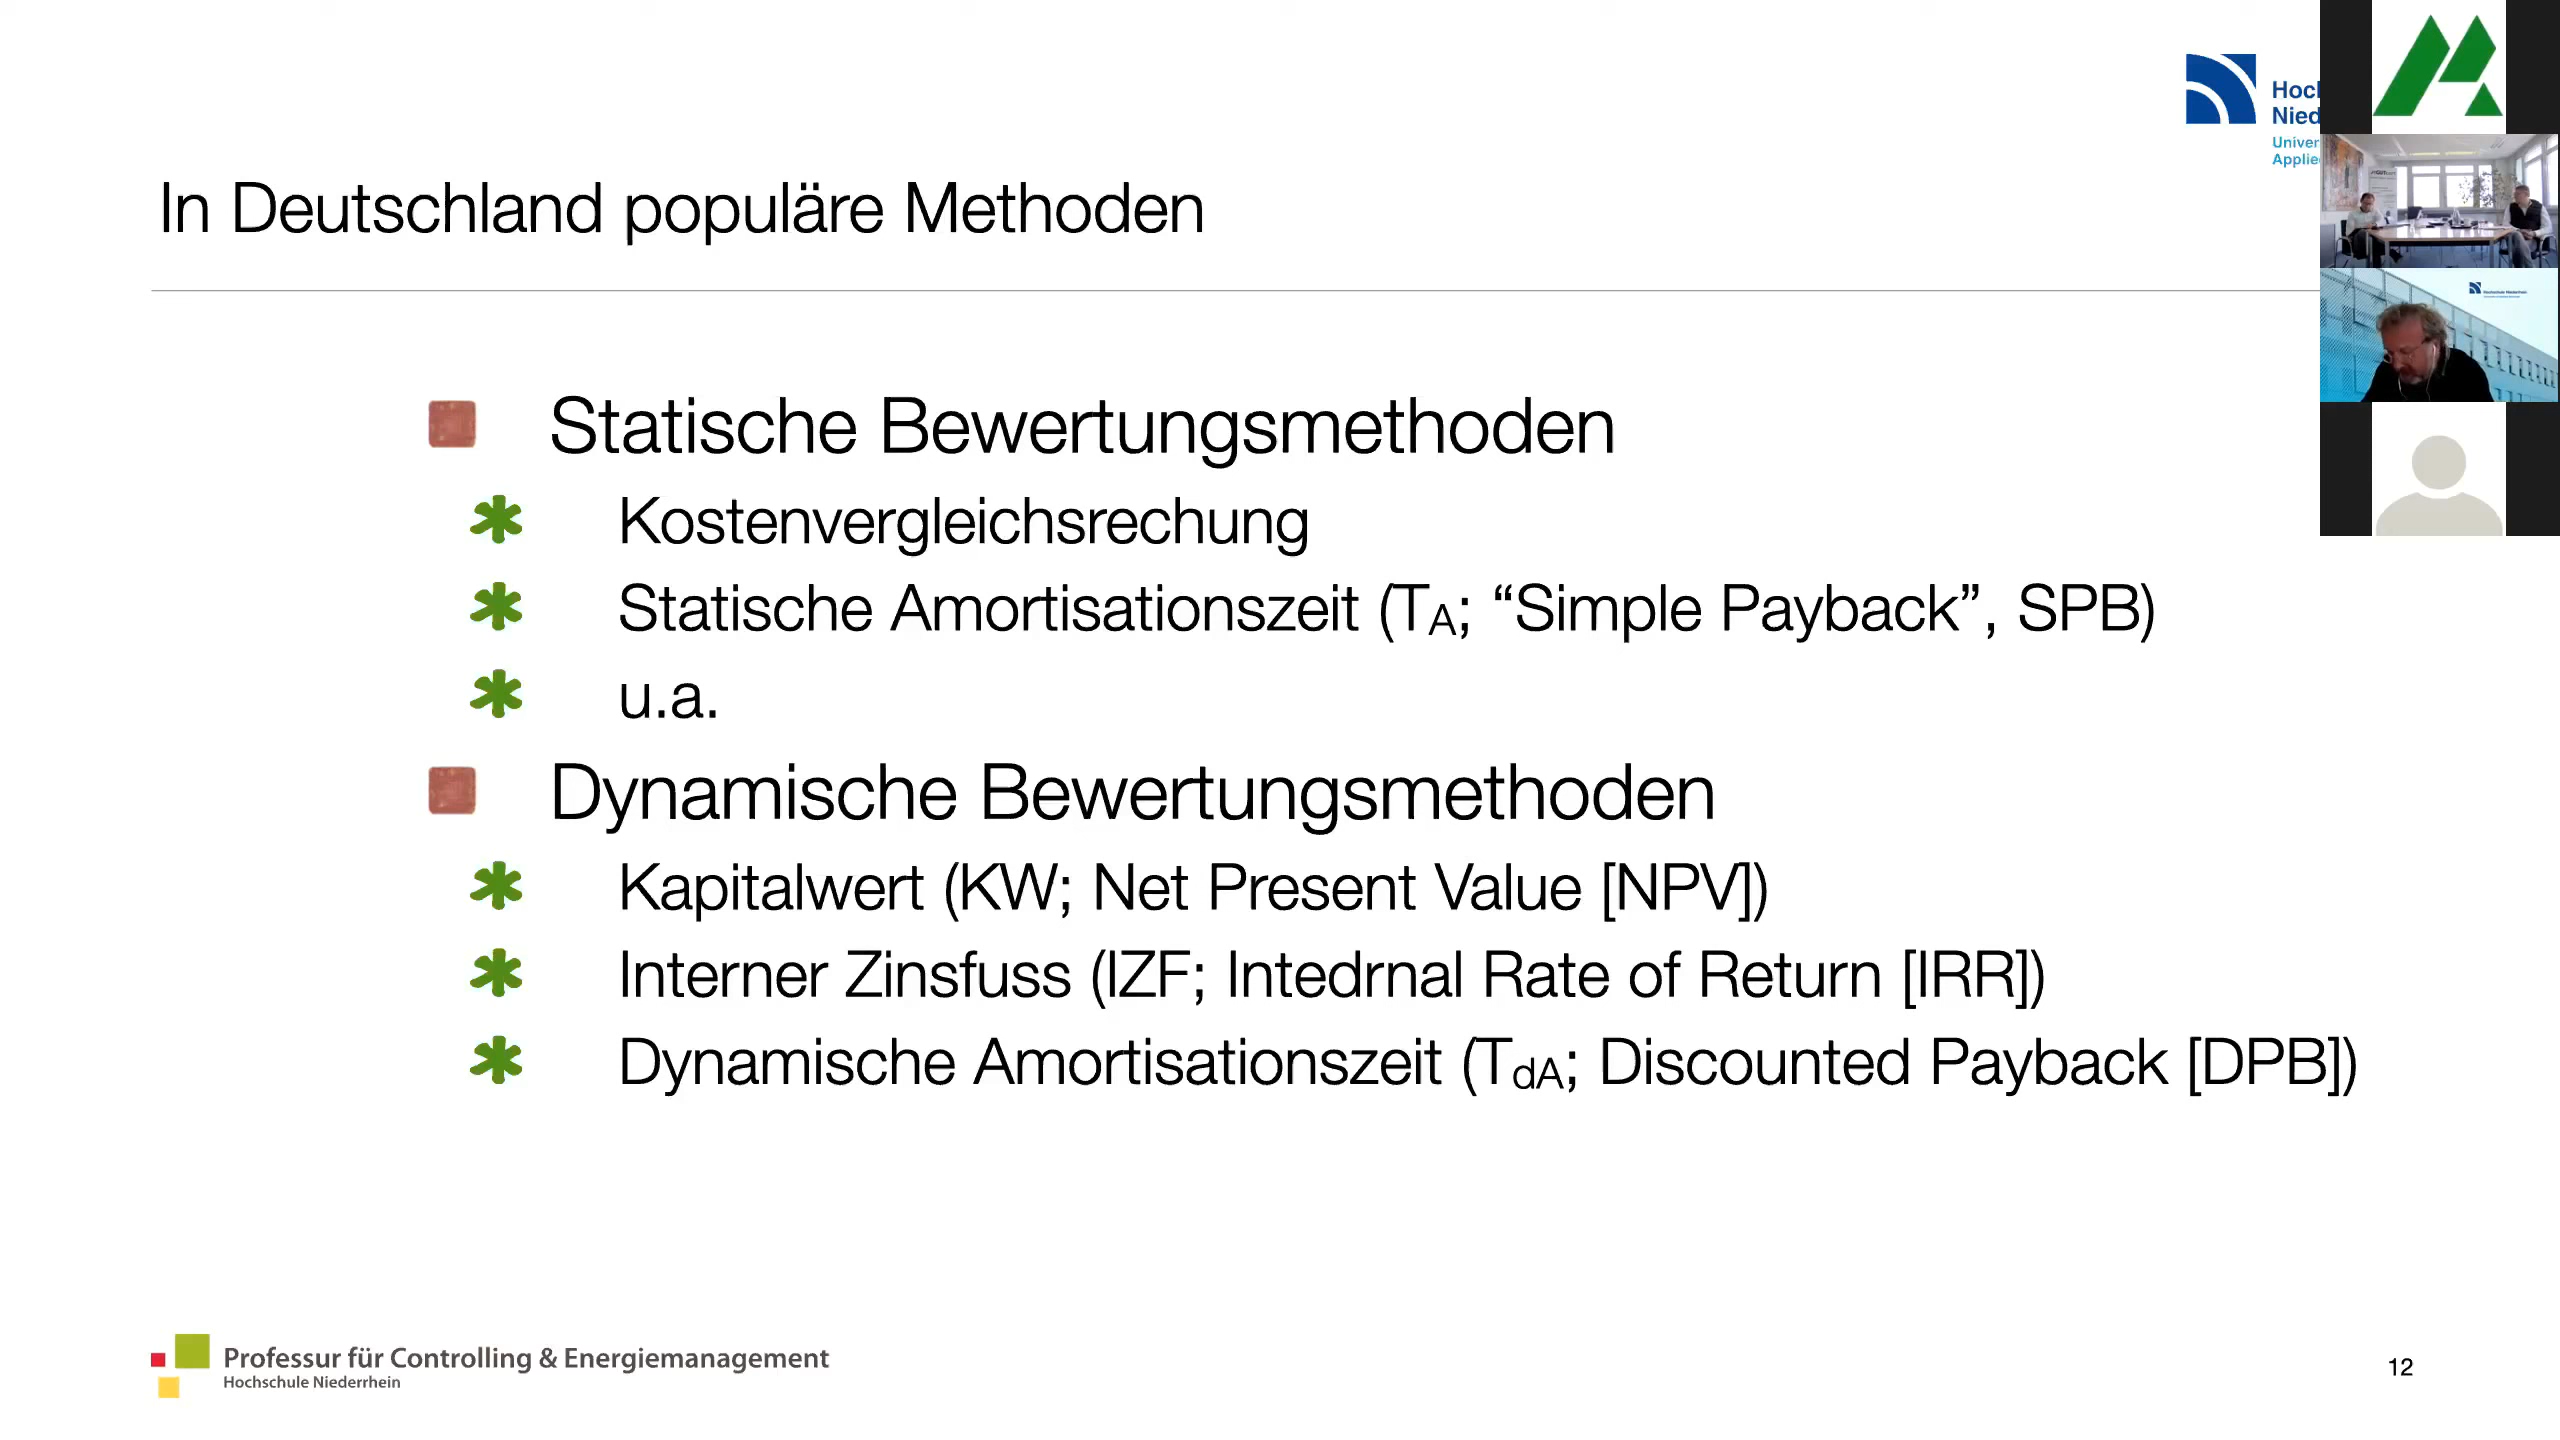 In Deutschland populäre Methoden
Statische Bewertungsmethoden
Kostenvergleichsrechung
Statische Amortisationszeit (TA; “Simple Payback”, SPB)
u.a.
Dynamische Bewertungsmethoden
Kapitalwert (KW; Net Present Value [NPV])
Interner Zinsfuss (IZF; Intedrnal Rate of Return [IRR])
Dynamische Amortisationszeit (TdA; Discounted Payback [DPB])
Professur für Controlling & Energiemanagement
Hochschule Niederrhein
12